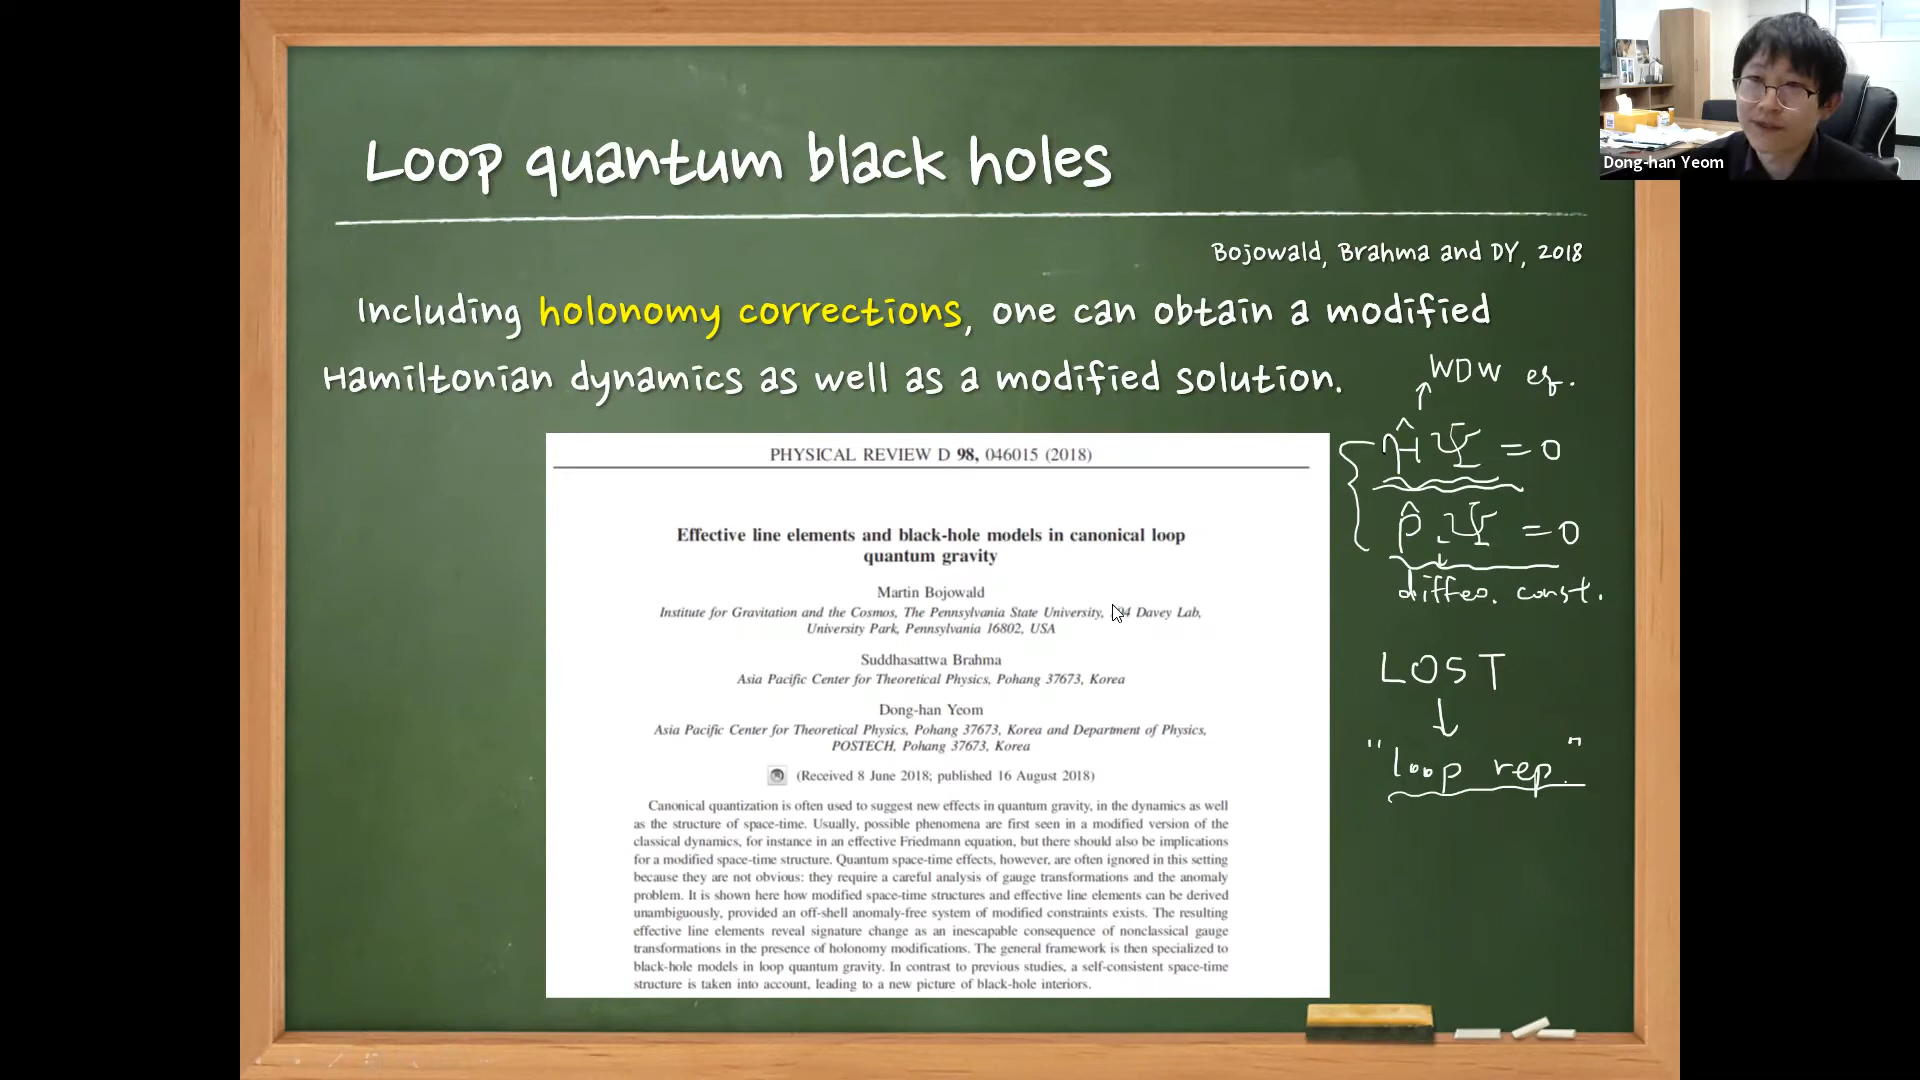 Loop quantum black holes
Bojowald, Brahma and DY, 2018
Including holonomy corrections, one can obtain a modified
Hamiltonian dynamics as well as a modified solution.
PHYSICAL REVIEW D 98, 046015 (2018)
Effective line elements and black-hole models in canonical loop
quantum gravity
Martin Bojowald
Institute for Gravitation and the Cosmos, The Pennsylvania State University, Davey Lab,
University Park, Pennsylvania 16802, USA
Suddhasattwa Brahma
Asia Pacific Center for Theoretical Physics, Pohang 37673, Korea
Dong-han Yeom
Asia Pacific Center for Theoretical Physics, Pohang 37673, Korea and Department of Physics,
POSTECH, Pohang 37673, Korea
(Received 8 June 2018; published 16 August 2018)
Canonical quantization is often used to suggest new effects in quantum gravity, in the dynamics as well
as the structure of space-time. Usually, possible phenomena are first seen in a modified version of the
classical dynamics, for instance in an effective Friedmann equation, but there should also be implications
for a modified space-time structure. Quantum space-time effects, however, are often ignored in this setting
because they are not obvious: they require a careful analysis of gauge transformations and the anomaly
problem. It is shown here how modified space-time structures and effective line elements can be derived
unambiguously, provided an off-shell anomaly-free system of modified constraints exists. The resulting
effective line elements reveal signature change as an inescapable consequence of nonclassical gauge
transformations in the presence of holonomy modifications. The general framework is then specialized to
black-hole models in loop quantum gravity. In contrast to previous studies, a self-consistent space-time
structure is taken into account, leading to a new picture of black-hole interiors.
WDW eq.
ĤΨ = 0
P̂Ψ = 0
diffeo. const.
LOST
↓
"loop rep."
Dong-han Yeom